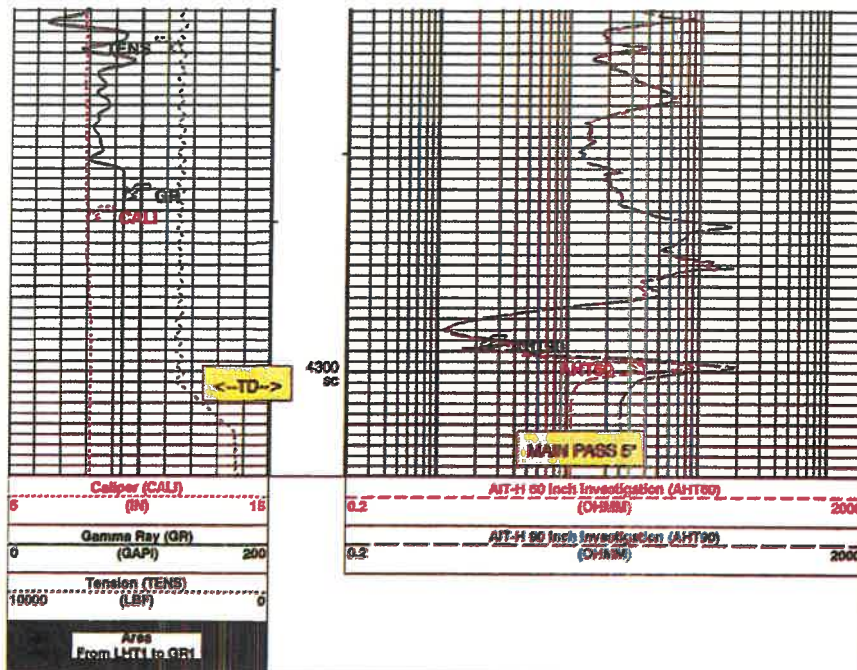 TENS
GR
CALI
AHT90
4300
sc
<--TD-->
AHT60
MAIN PASS 5"
Caliper (CALI)
6 (IN) 16
Gamma Ray (GR)
0 (GAPI) 200
Tension (TENS)
10000 (LBF) 0
Area
From LHT1 to GR1
AIT-H 60 Inch Investigation (AHT60)
0.2 (OHMM) 2000
AIT-H 90 Inch Investigation (AHT90)
0.2 (OHMM) 2000